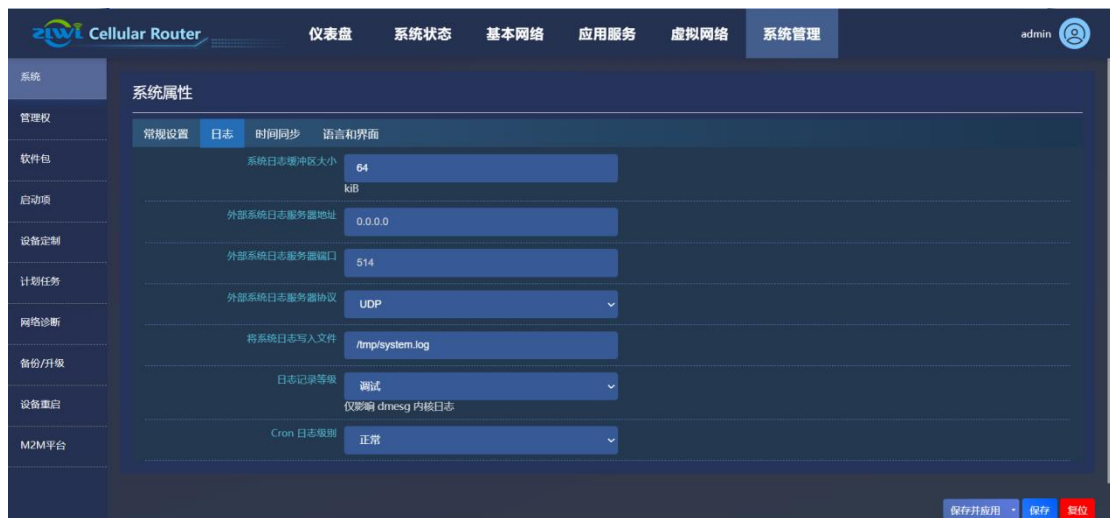 ziwi Cellular Router 仪表盘 系统状态 基本网络 应用服务 虚拟网络 系统管理 admin
系统
管理权
软件包
启动项
设备定制
计划任务
网络诊断
备份/升级
设备重启
M2M平台
系统属性
常规设置 日志 时间同步 语言和界面
系统日志缓冲区大小 64
kiB
外部系统日志服务器地址 0.0.0.0
外部系统日志服务器端口 514
外部系统日志服务器协议 UDP
将系统日志写入文件 /tmp/system.log
日志记录等级 调试
仅影响 dmesg 内核日志
Cron 日志级别 正常
保存并应用 保存 复位